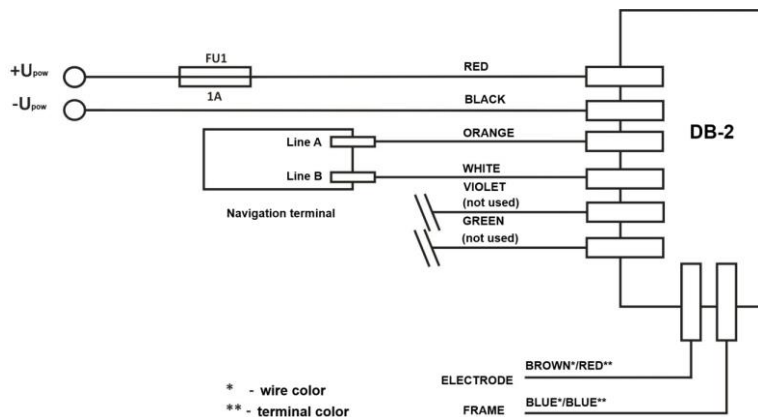 FU1
+Upow
RED
1A
-Upow
BLACK
ORANGE
Line A
DB-2
WHITE
Line B
VIOLET
(not used)
Navigation terminal
GREEN
(not used)
BROWN*/RED**
ELECTRODE
* - wire color
BLUE*/BLUE**
** - terminal color
FRAME